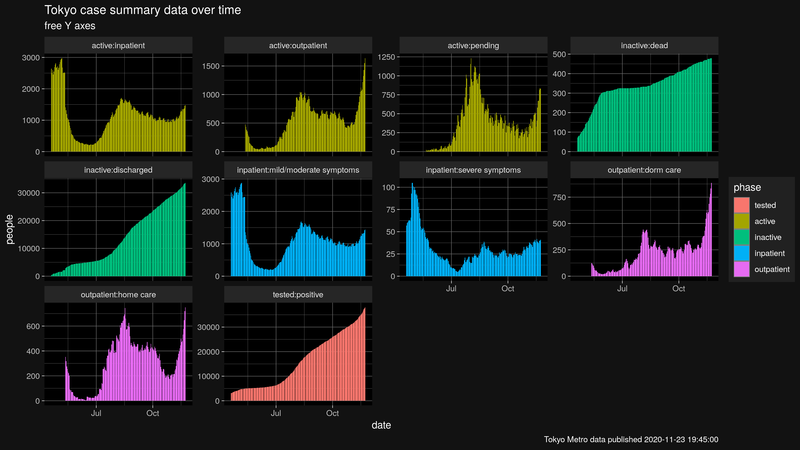 Tokyo case summary data over time
free Y axes
active:inpatient
active:outpatient
active:pending
inactive:dead
3000
2000
1000
0
1500
1000
500
0
1250
1000
750
500
250
0
500
400
300
200
100
0
inactive:discharged
inpatient:mild/moderate symptoms
inpatient:severe symptoms
outpatient:dorm care
30000
20000
10000
0
3000
2000
1000
0
100
75
50
25
0
750
500
250
0
Jul
Oct
Jul
Oct
outpatient:home care
tested:positive
600
400
200
0
30000
20000
10000
0
Jul
Oct
Jul
Oct
people
date
phase
tested
active
inactive
inpatient
outpatient
Tokyo Metro data published 2020-11-23 19:45:00